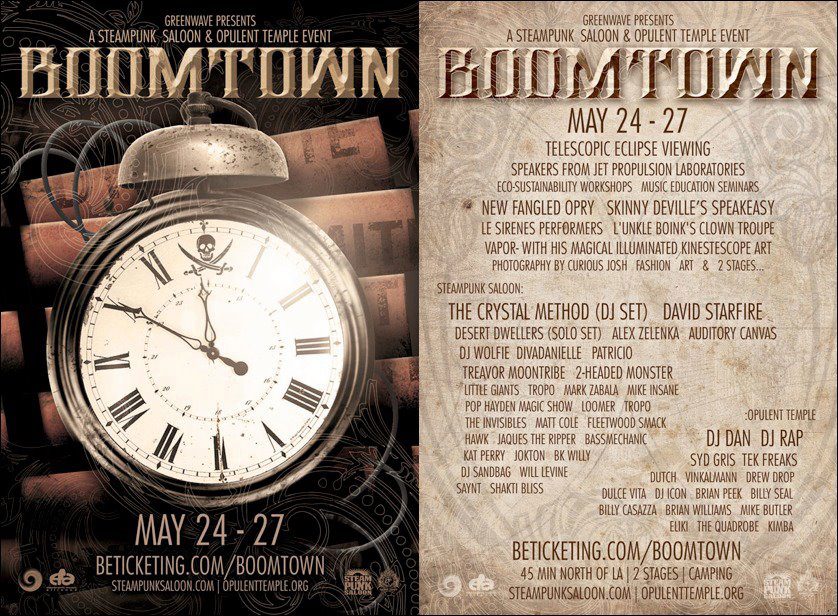 GREENWAVE PRESENTS
A STEAMPUNK SALOON & OPULENT TEMPLE EVENT
BOOMTOWN
MAY 24 - 27
BETICKETING.COM/BOOMTOWN
STEAMPUNKSALOON.COM | OPULENTTEMPLE.ORG
STEAM
PUNK
SALOON
GREENWAVE PRESENTS
A STEAMPUNK SALOON & OPULENT TEMPLE EVENT
BOOMTOWN
MAY 24 - 27
TELESCOPIC ECLIPSE VIEWING
SPEAKERS FROM JET PROPULSION LABORATORIES
ECO-SUSTAINABILITY WORKSHOPS MUSIC EDUCATION SEMINARS
NEW FANGLED OPRY SKINNY DEVILLE'S SPEAKEASY
LE SIRENES PERFORMERS L'UNKLE BOINK'S CLOWN TROUPE
VAPOR- WITH HIS MAGICAL ILLUMINATED KINESTESCOPE ART
PHOTOGRAPHY BY CURIOUS JOSH FASHION ART & 2 STAGES...
STEAMPUNK SALOON:
THE CRYSTAL METHOD (DJ SET) DAVID STARFIRE
DESERT DWELLERS (SOLO SET) ALEX ZELENKA AUDITORY CANVAS
DJ WOLFIE DIVADANIELLE PATRICIO
TREAVOR MOONTRIBE 2-HEADED MONSTER
LITTLE GIANTS TROPO MARK ZABALA MIKE INSANE
POP HAYDEN MAGIC SHOW LOOMER TROPO
THE INVISIBLES MATT COLE FLEETWOOD SMACK
HAWK JAQUES THE RIPPER BASSMECHANIC
KAT PERRY JOKTON BK WILLY
DJ SANDBAG WILL LEVINE
SAYNT SHAKTI BLISS
:OPULENT TEMPLE
DJ DAN DJ RAP
SYD GRIS TEK FREAKS
DUTCH VINKALMANN DREW DROP
DULCE VITA DJ ICON BRIAN PEEK BILLY SEAL
BILLY CASAZZA BRIAN WILLIAMS MIKE BUTLER
ELIKI THE QUADROBE KIMBA
BETICKETING.COM/BOOMTOWN
45 MIN NORTH OF LA | 2 STAGES | CAMPING
STEAMPUNKSALOON.COM | OPULENTTEMPLE.ORG